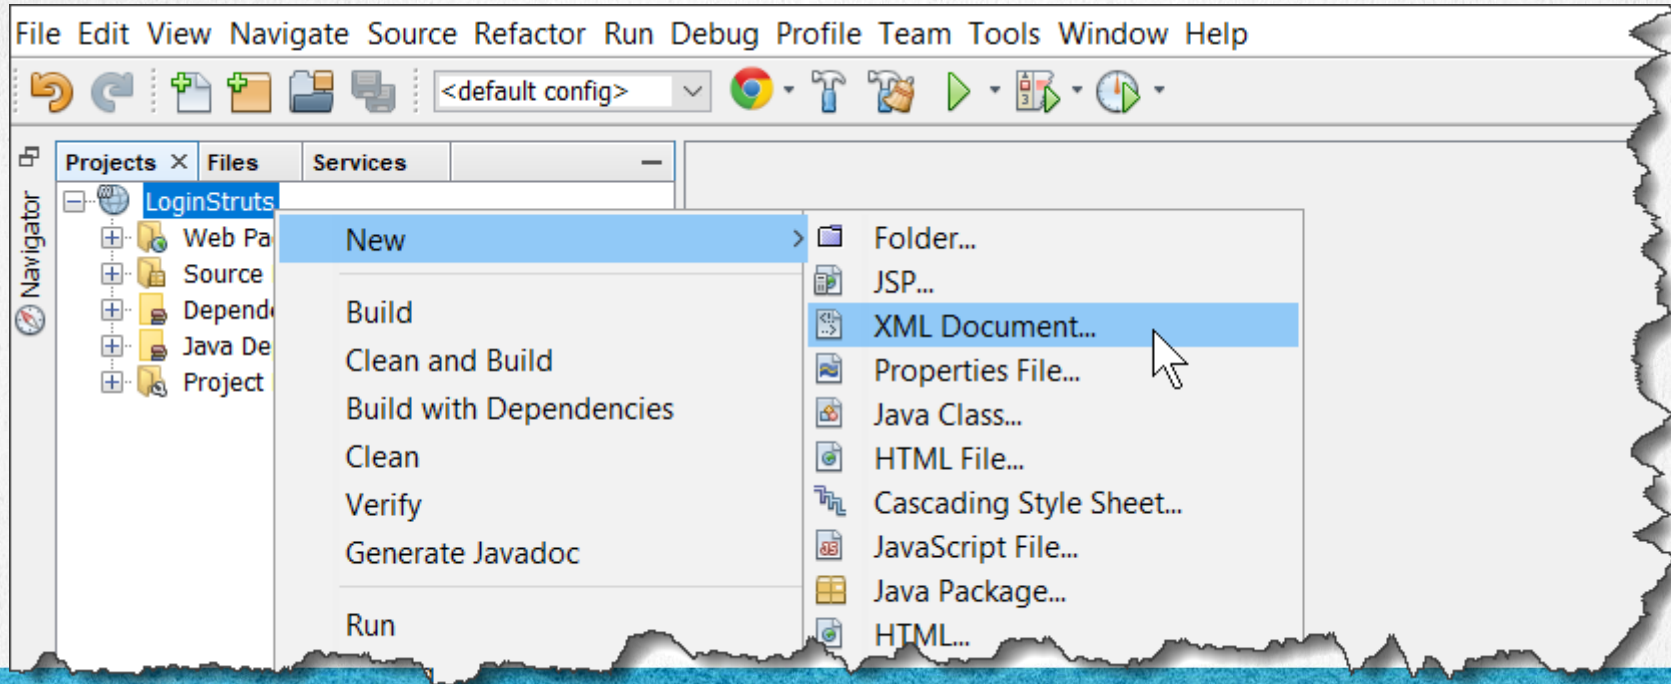 File Edit View Navigate Source Refactor Run Debug Profile Team Tools Window Help
<default config>
Projects Files Services
Navigator
LoginStruts
Web Pa
Source
Depend
Java De
Project
New
Build
Clean and Build
Build with Dependencies
Clean
Verify
Generate Javadoc
Run
Folder...
JSP...
XML Document...
Properties File...
Java Class...
HTML File...
Cascading Style Sheet...
JavaScript File...
Java Package...
HTML...